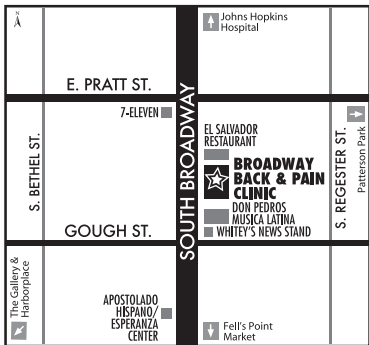 N
Johns Hopkins
Hospital
E. PRATT ST.
7-ELEVEN
EL SALVADOR
RESTAURANT
BROADWAY
BACK & PAIN
CLINIC
DON PEDROS
MUSICA LATINA
WHITEY'S NEWS STAND
S. BETHEL ST.
SOUTH BROADWAY
S. REGESTER ST.
Patterson Park
GOUGH ST.
The Gallery &
Harborplace
APOSTOLADO
HISPANO/
ESPERANZA
CENTER
Fell's Point
Market